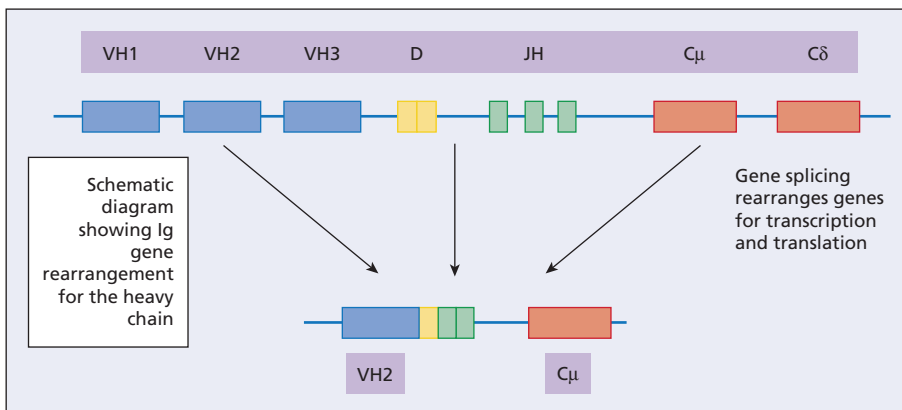 VH1 VH2 VH3 D JH Cμ Cδ
Schematic
diagram
showing Ig
gene
rearrangement
for the heavy
chain
Gene splicing
rearranges genes
for transcription
and translation
VH2 Cμ